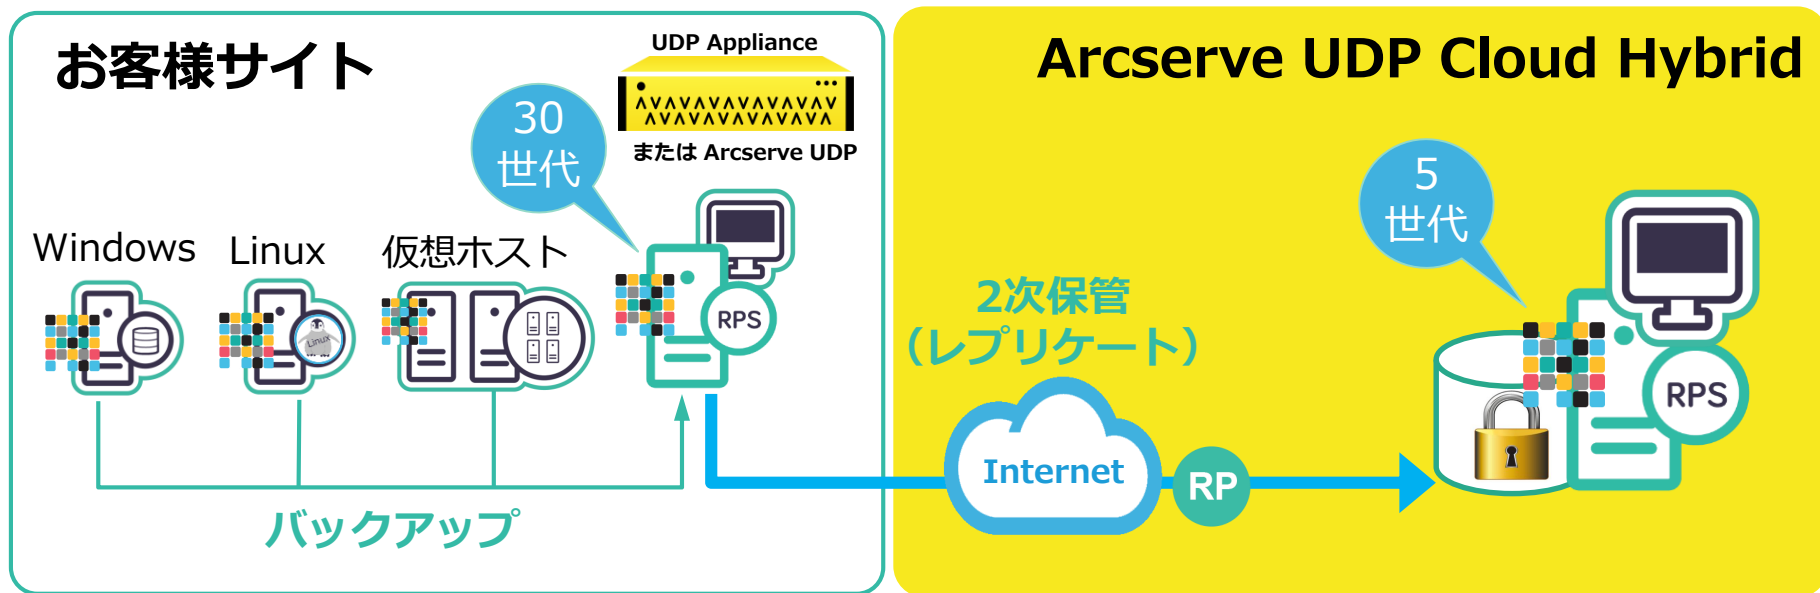 お客様サイト
UDP Appliance
または Arcserve UDP
30
世代
Windows
Linux
仮想ホスト
Linux
RPS
バックアップ
Arcserve UDP Cloud Hybrid
5
世代
2次保管
（レプリケート）
Internet
RP
RPS